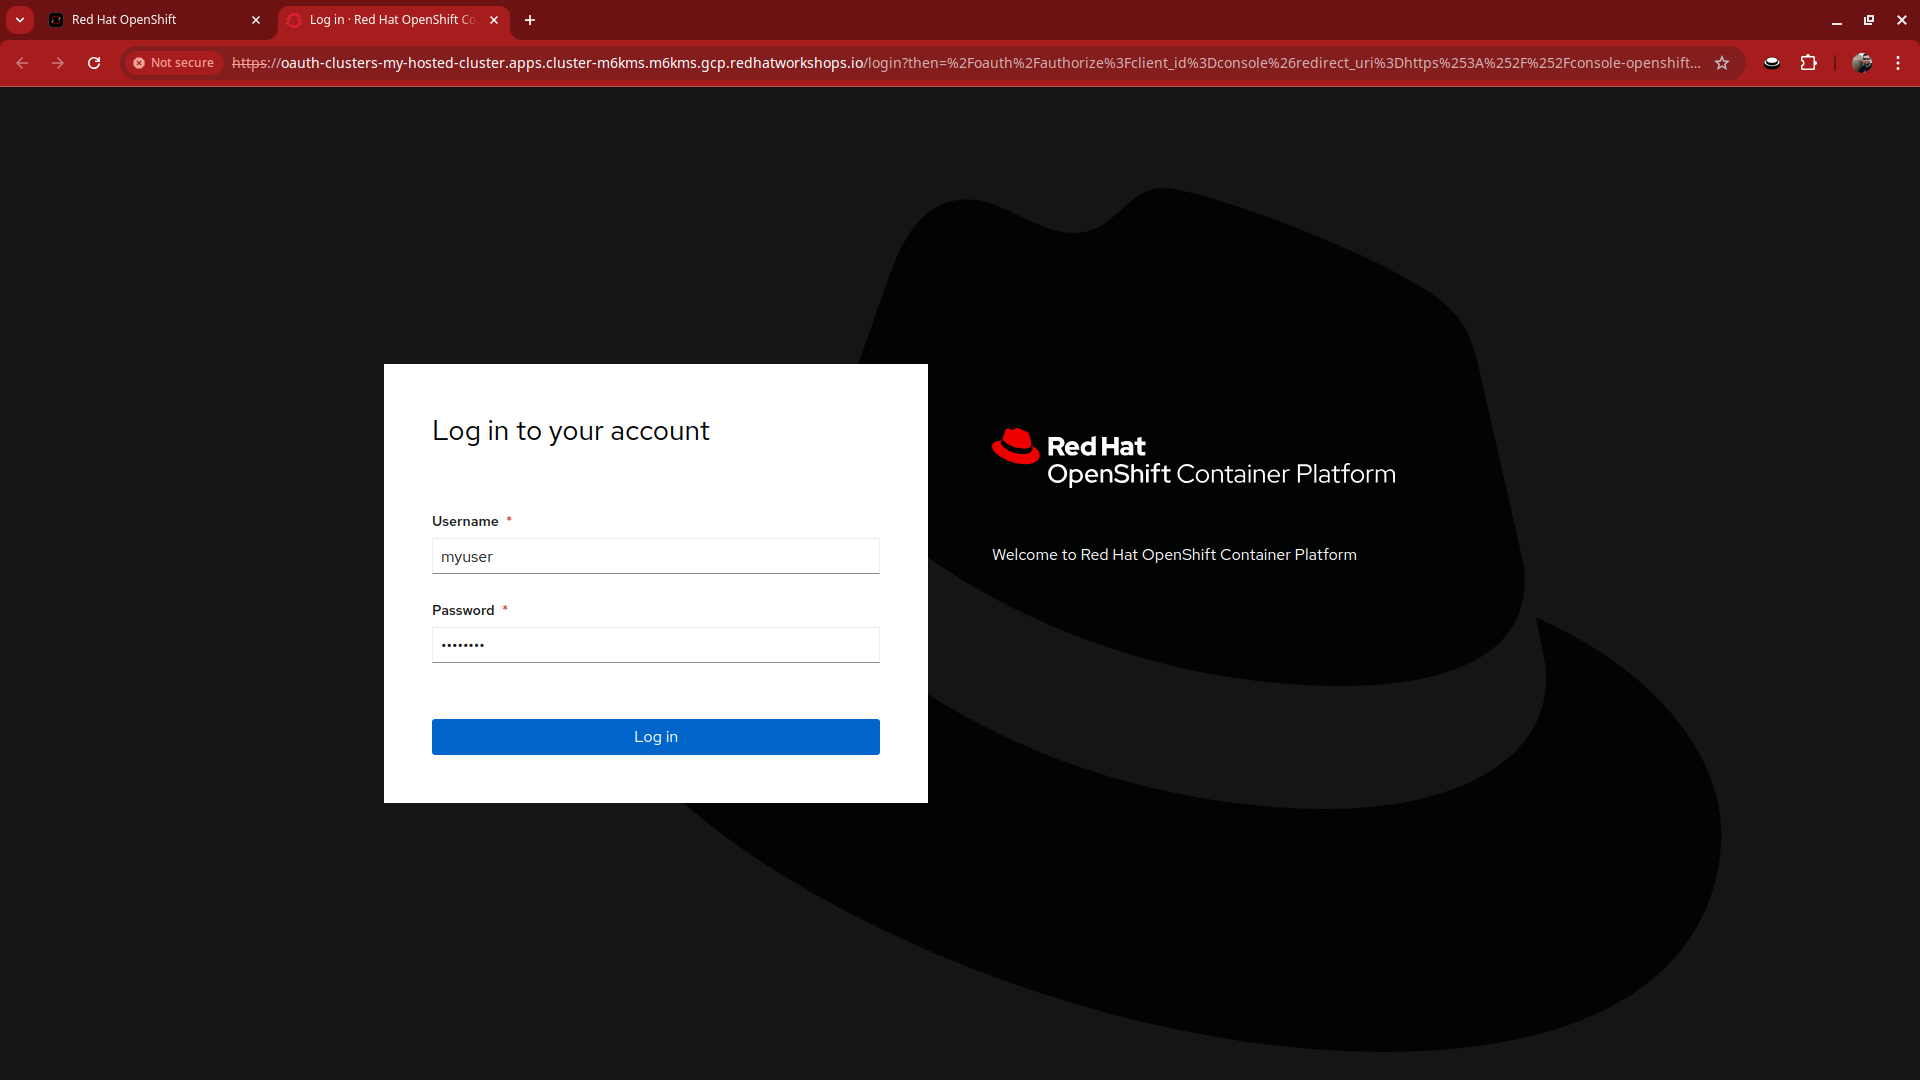 Red Hat OpenShift
Log in · Red Hat OpenShift Co
Not secure
https://oauth-clusters-my-hosted-cluster.apps.cluster-m6kms.m6kms.gcp.redhatworkshops.io/login?then=%2Foauth%2Fauthorize%3Fclient_id%3Dconsole%26redirect_uri%3Dhttps%253A%252F%252Fconsole-openshift...
Log in to your account
Username *
myuser
Password *
••••••••
Log in
Red Hat
OpenShift Container Platform
Welcome to Red Hat OpenShift Container Platform